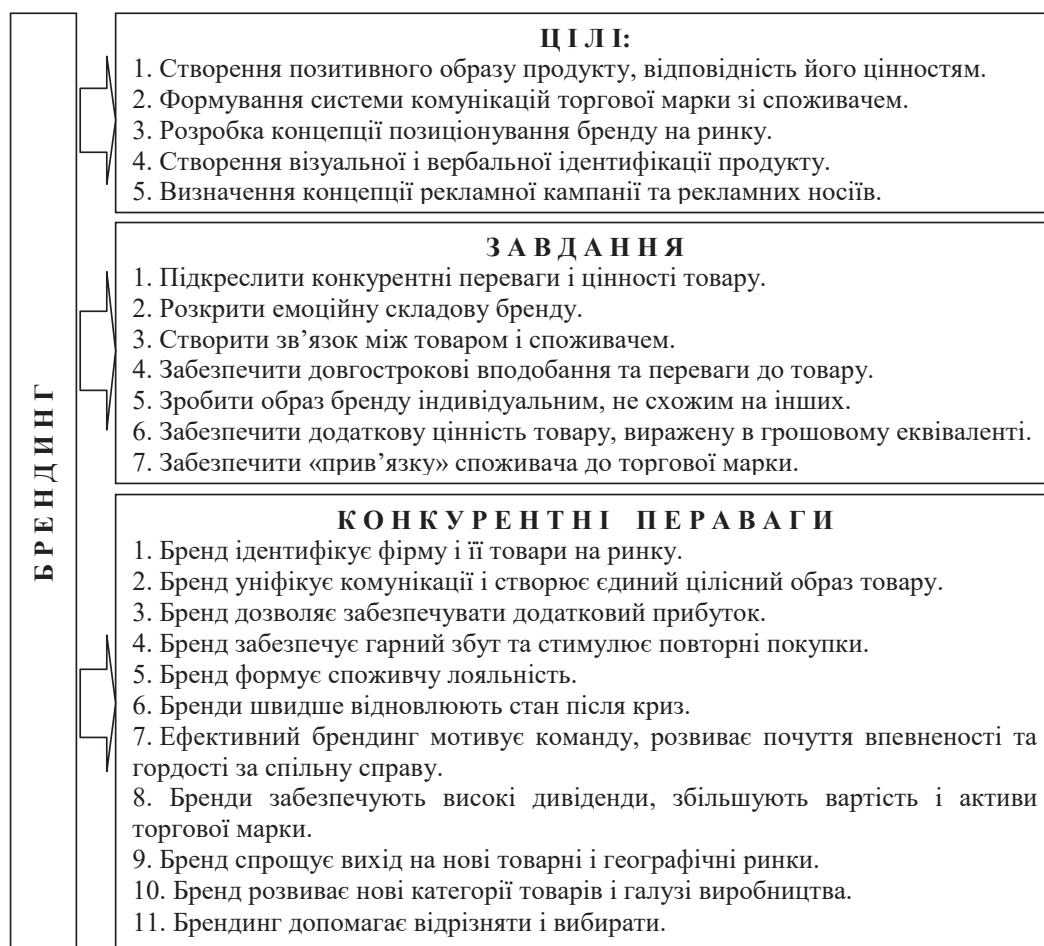 БРЕНДИНГ
ЦІЛІ:
1. Створення позитивного образу продукту, відповідність його цінностям.
2. Формування системи комунікацій торгової марки зі споживачем.
3. Розробка концепції позиціонування бренду на ринку.
4. Створення візуальної і вербальної ідентифікації продукту.
5. Визначення концепції рекламної кампанії та рекламних носіїв.
ЗАВДАННЯ
1. Підкреслити конкурентні переваги і цінності товару.
2. Розкрити емоційну складову бренду.
3. Створити зв’язок між товаром і споживачем.
4. Забезпечити довгострокові вподобання та переваги до товару.
5. Зробити образ бренду індивідуальним, не схожим на інших.
6. Забезпечити додаткову цінність товару, виражену в грошовому еквіваленті.
7. Забезпечити «прив’язку» споживача до торгової марки.
КОНКУРЕНТНІ ПЕРАВАГИ
1. Бренд ідентифікує фірму і її товари на ринку.
2. Бренд уніфікує комунікації і створює єдиний цілісний образ товару.
3. Бренд дозволяє забезпечувати додатковий прибуток.
4. Бренд забезпечує гарний збут та стимулює повторні покупки.
5. Бренд формує споживчу лояльність.
6. Бренди швидше відновлюють стан після криз.
7. Ефективний брендинг мотивує команду, розвиває почуття впевненості та
гордості за спільну справу.
8. Бренди забезпечують високі дивіденди, збільшують вартість і активи
торгової марки.
9. Бренд спрощує вихід на нові товарні і географічні ринки.
10. Бренд розвиває нові категорії товарів і галузі виробництва.
11. Брендинг допомагає відрізняти і вибирати.